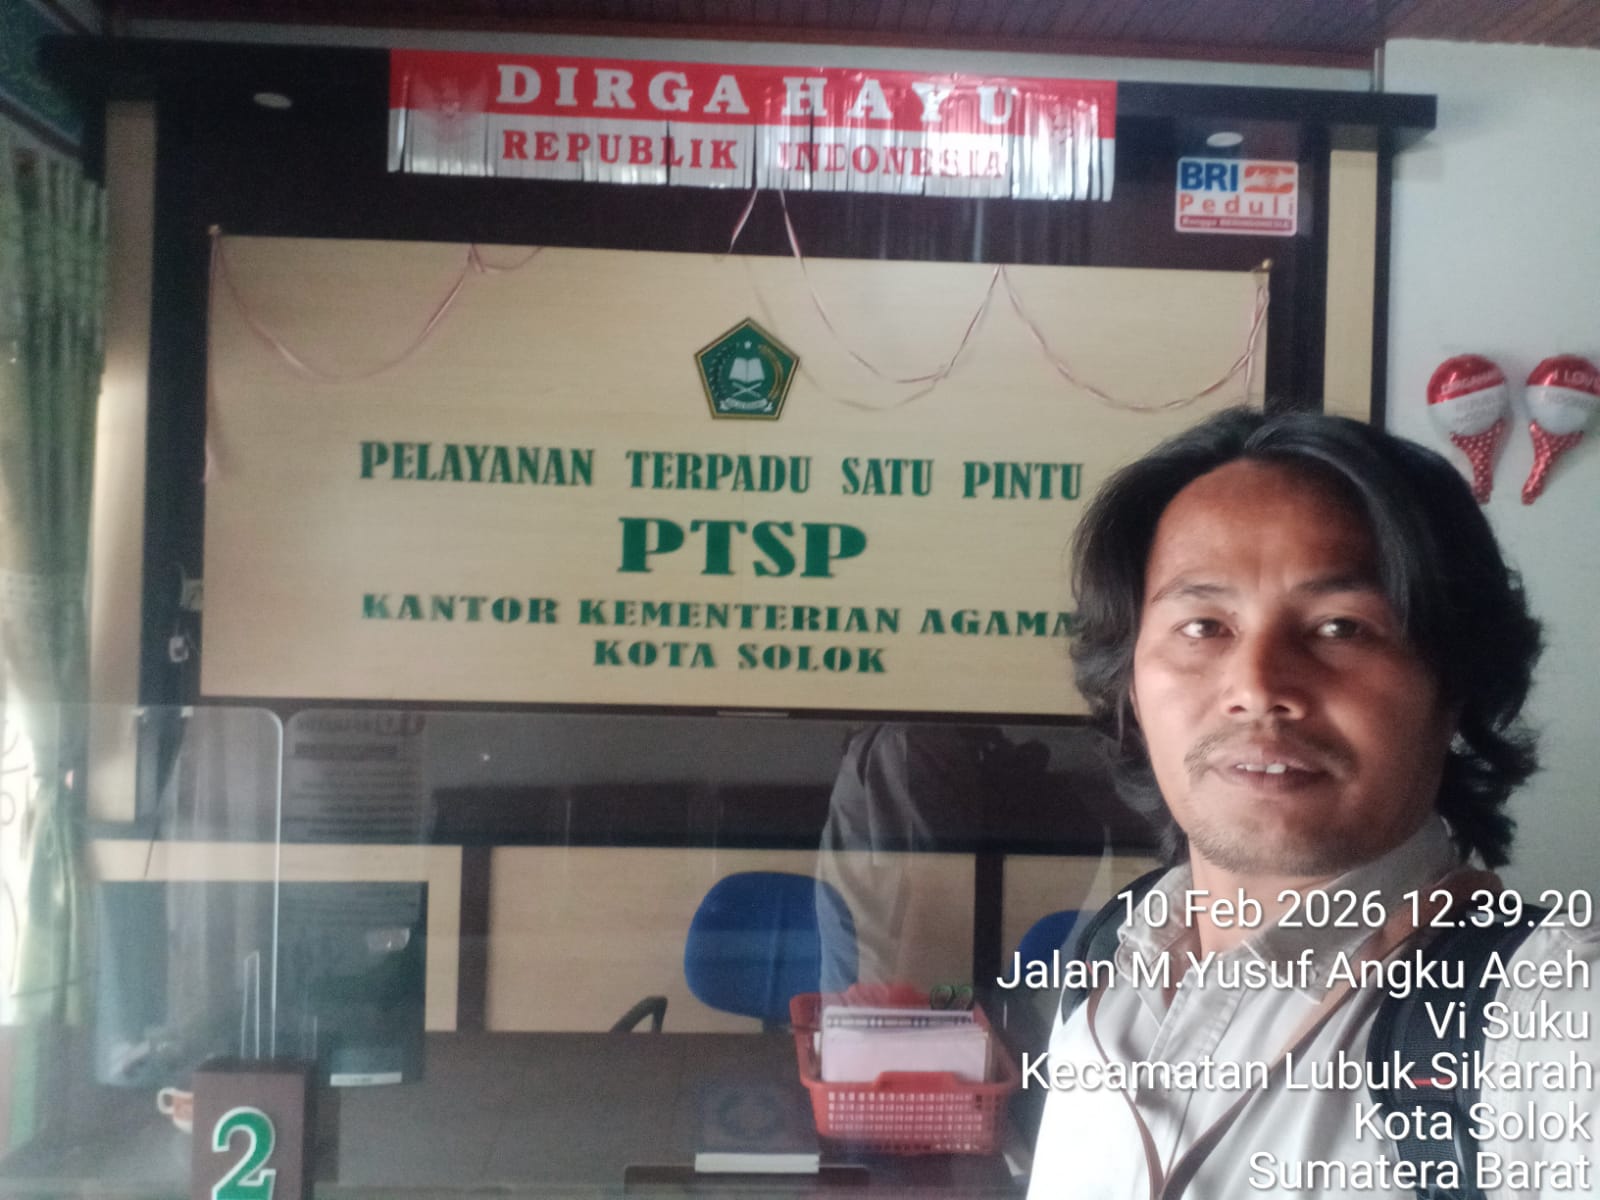 DIRGAHAYU
REPUBLIK INDONESIA
BRI
Peduli
PELAYANAN TERPADU SATU PINTU
PTSP
KANTOR KEMENTERIAN AGAMA
KOTA SOLOK
I LOVE
2
10 Feb 2026 12.39.20
Jalan M.Yusuf Angku Aceh
Vi Suku
Kecamatan Lubuk Sikarah
Kota Solok
Sumatera Barat